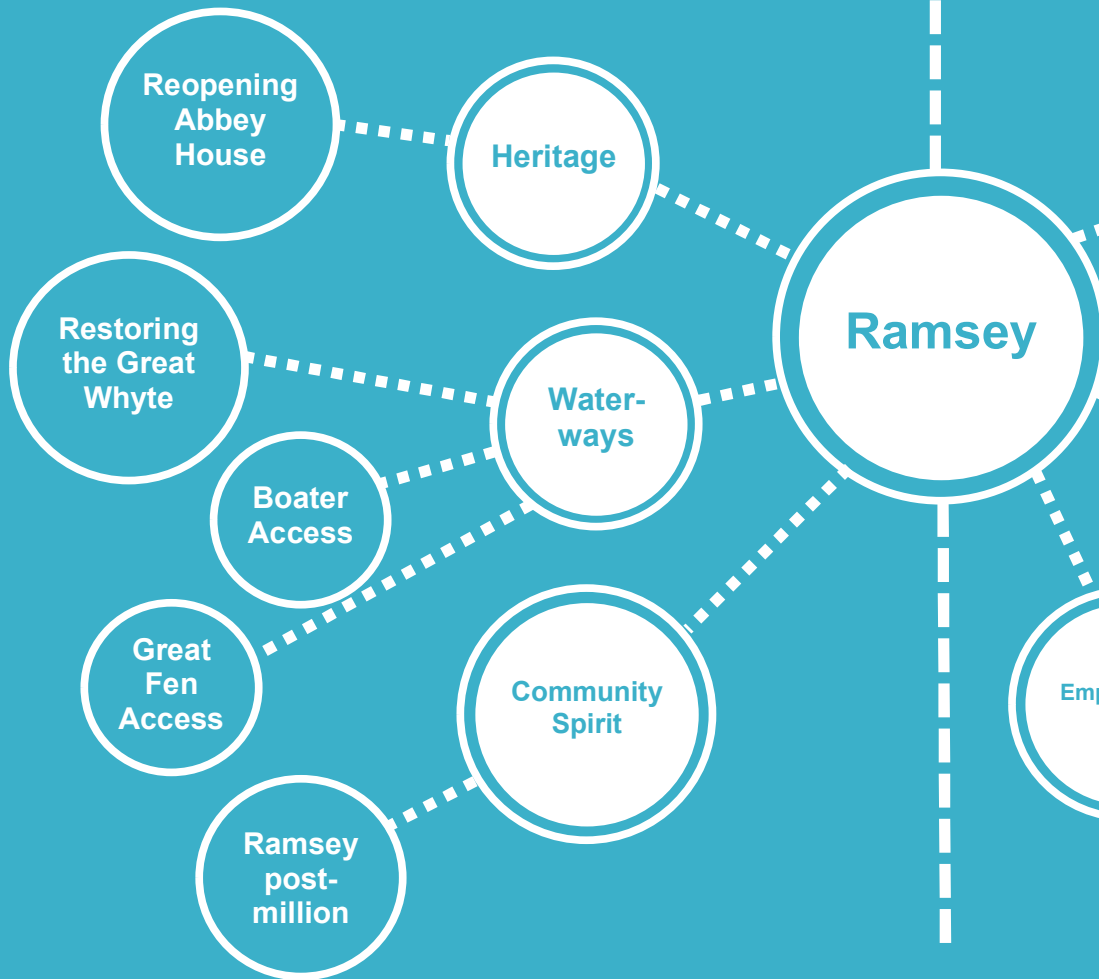 Reopening
Abbey
House
Heritage
Ramsey
Restoring
the Great
Whyte
Water-
ways
Boater
Access
Great
Fen
Access
Community
Spirit
Ramsey
post-
million